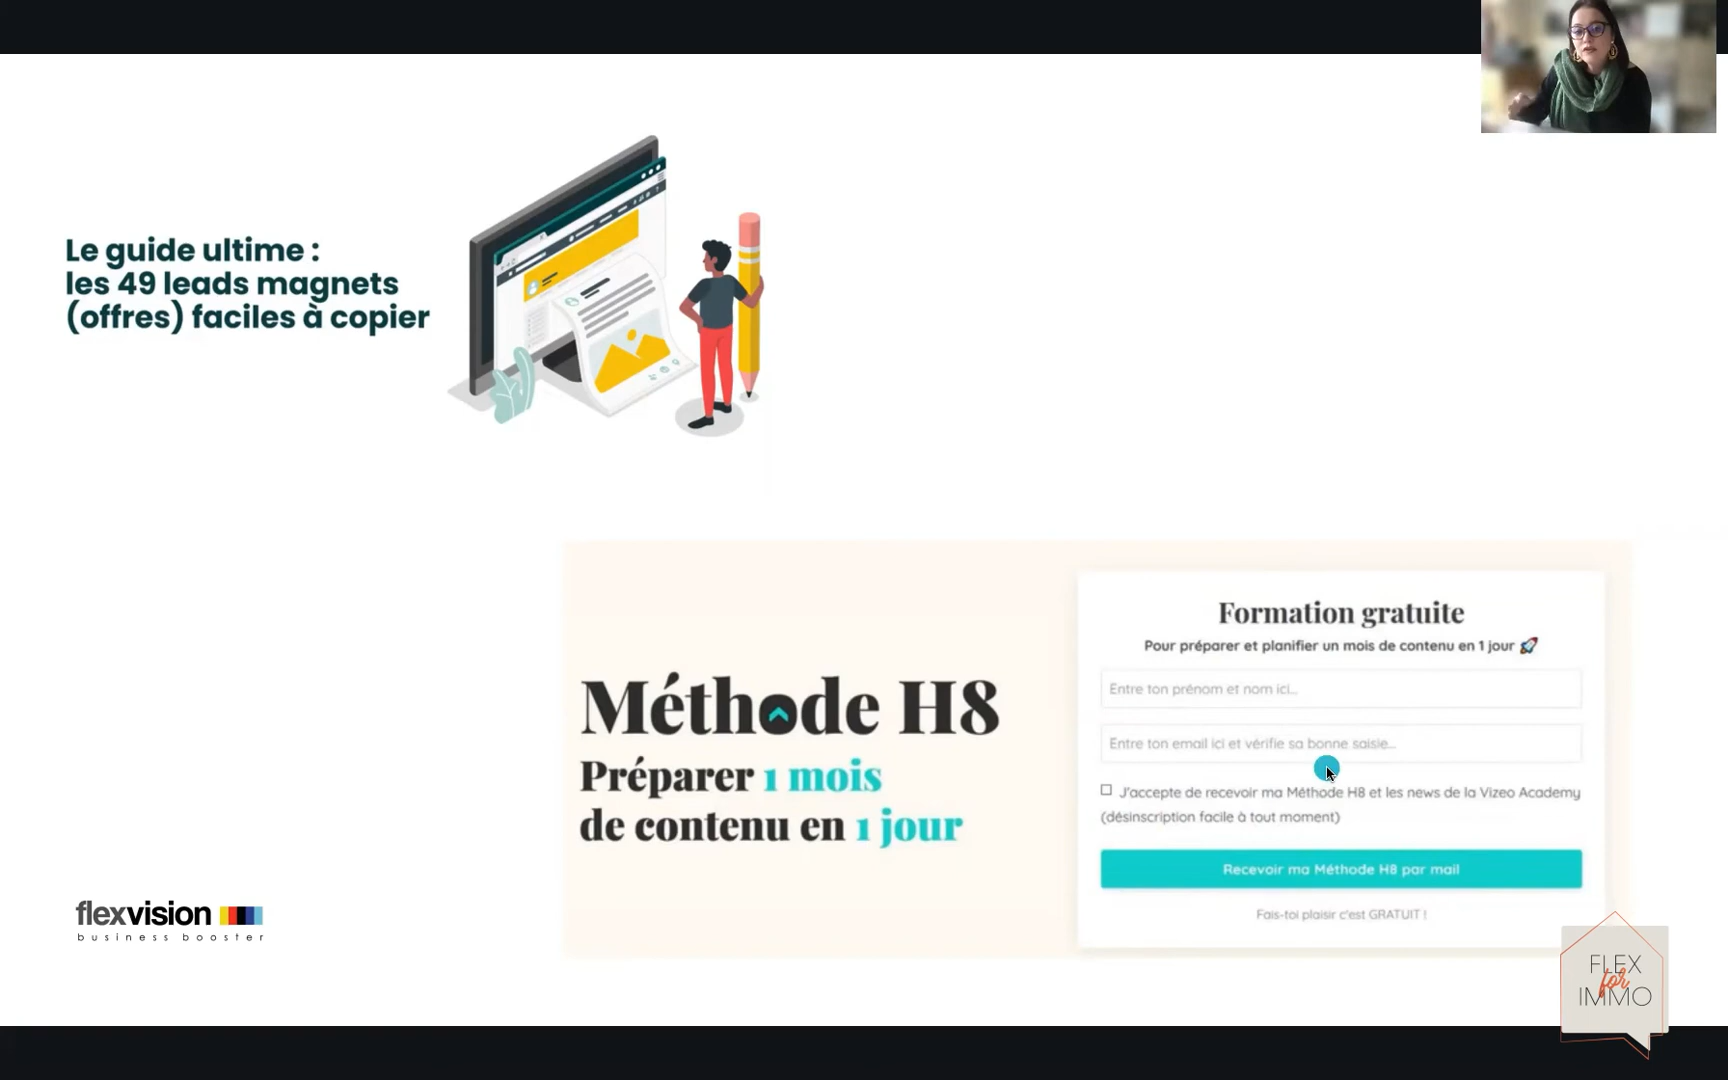 Le guide ultime :
les 49 leads magnets
(offres) faciles à copier
Méthode H8
Préparer 1 mois
de contenu en 1 jour
Formation gratuite
Pour préparer et planifier un mois de contenu en 1 jour 🚀
Entre ton prénom et nom ici...
Entre ton email ici et vérifie sa bonne saisie...
J'accepte de recevoir ma Méthode H8 et les news de la Vizeo Academy
(désinscription facile à tout moment)
Recevoir ma Méthode H8 par mail
Fais-toi plaisir c'est GRATUIT !
flexvision
business booster
FLEX
for
IMMO